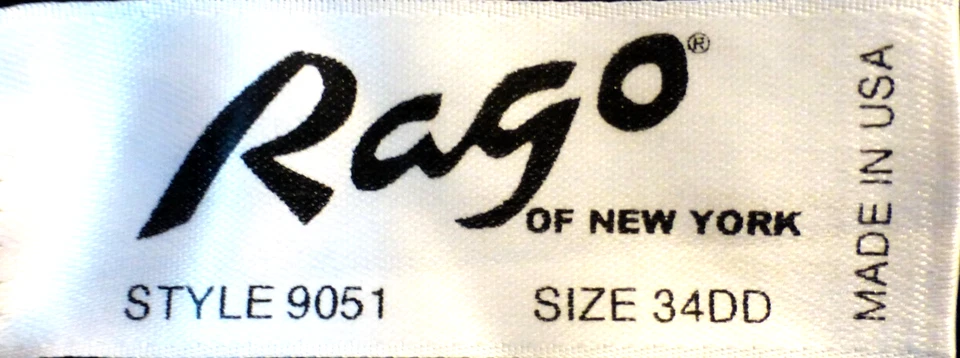 Rago®
OF NEW YORK
STYLE 9051
SIZE 34DD
MADE IN USA